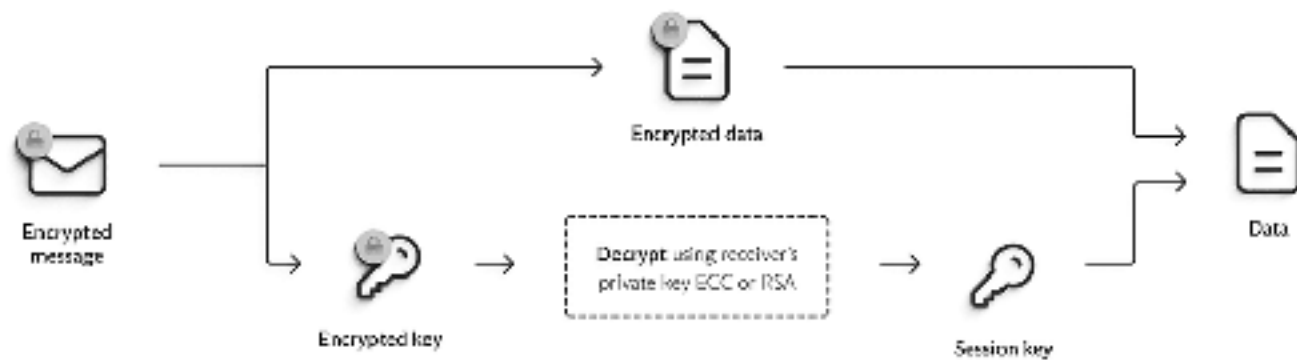 Encrypted data
Encrypted
message
Decrypt using receiver's
private key ECC or RSA
Data
Encrypted key
Session key